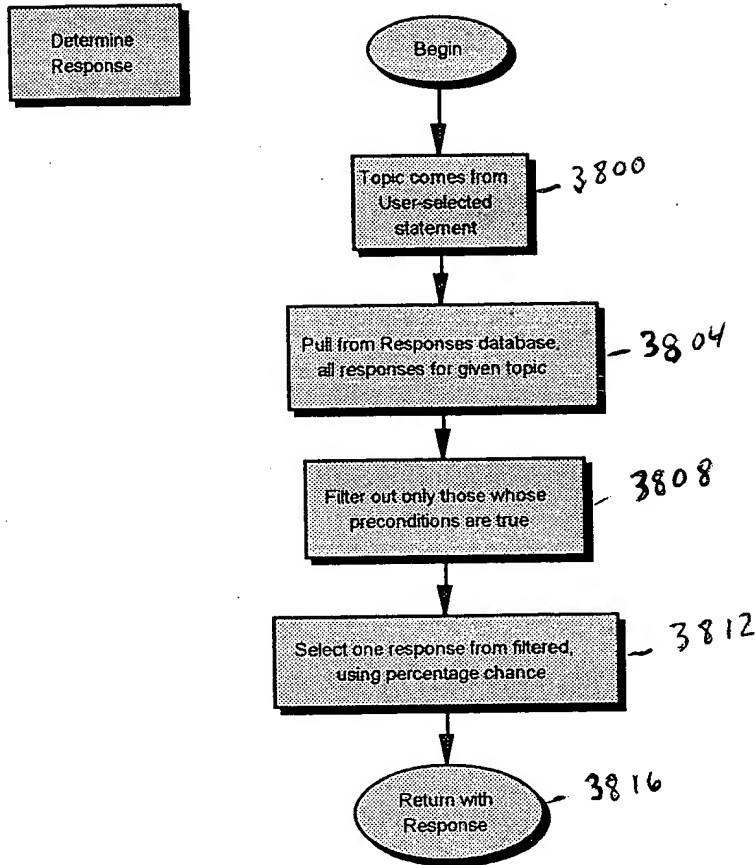 Determine
Response
Begin
Topic comes from
User-selected
statement
3800
Pull from Responses database,
all responses for given topic
3804
Filter out only those whose
preconditions are true
3808
Select one response from filtered,
using percentage chance
3812
Return with
Response
3816